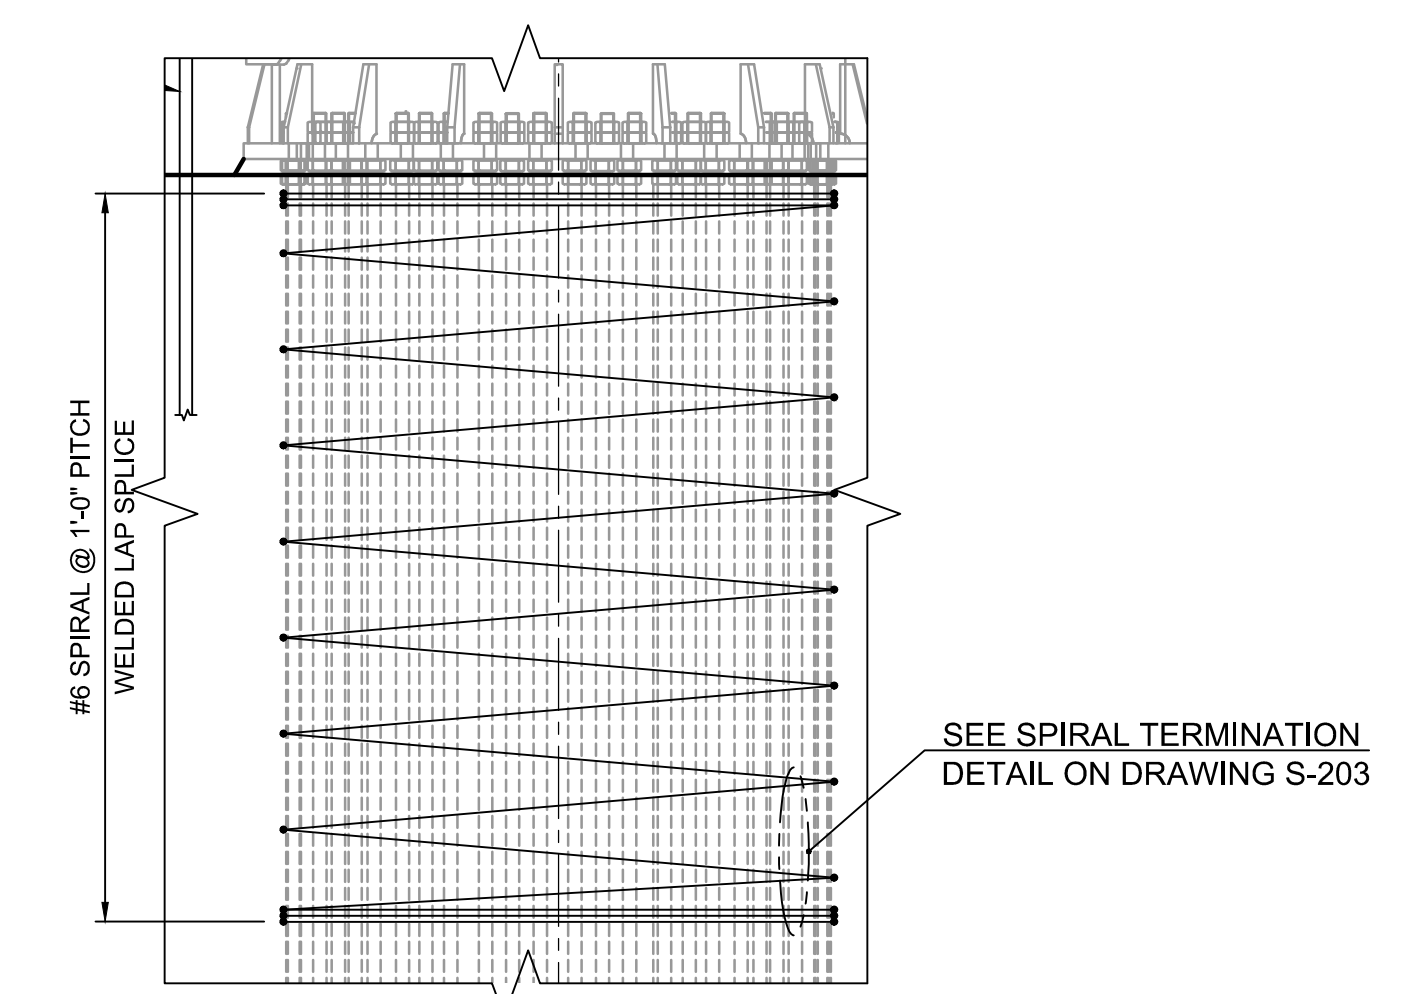 #6 SPIRAL @ 1'-0" PITCH
WELDED LAP SPLICE
SEE SPIRAL TERMINATION
DETAIL ON DRAWING S-203